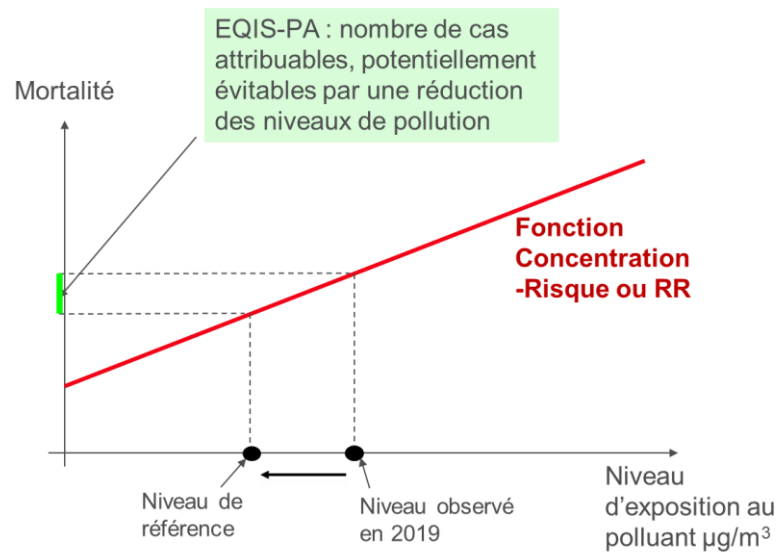 EQIS-PA : nombre de cas
attribuables, potentiellement
évitables par une réduction
des niveaux de pollution
Mortalité
Fonction
Concentration
-Risque ou RR
Niveau de
référence
Niveau observé
en 2019
Niveau
d'exposition au
polluant µg/m³